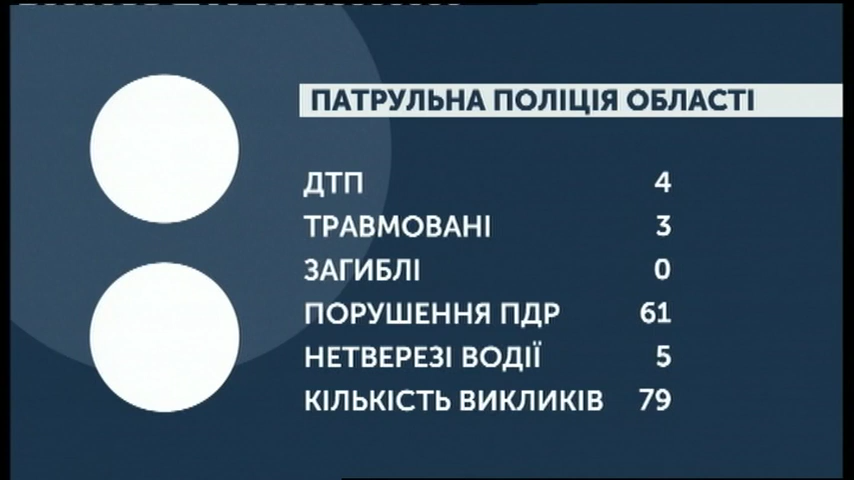 ПАТРУЛЬНА ПОЛІЦІЯ ОБЛАСТІ
ДТП 4
ТРАВМОВАНІ 3
ЗАГИБЛІ 0
ПОРУШЕННЯ ПДР 61
НЕТВЕРЕЗІ ВОДІЇ 5
КІЛЬКІСТЬ ВИКЛИКІВ 79